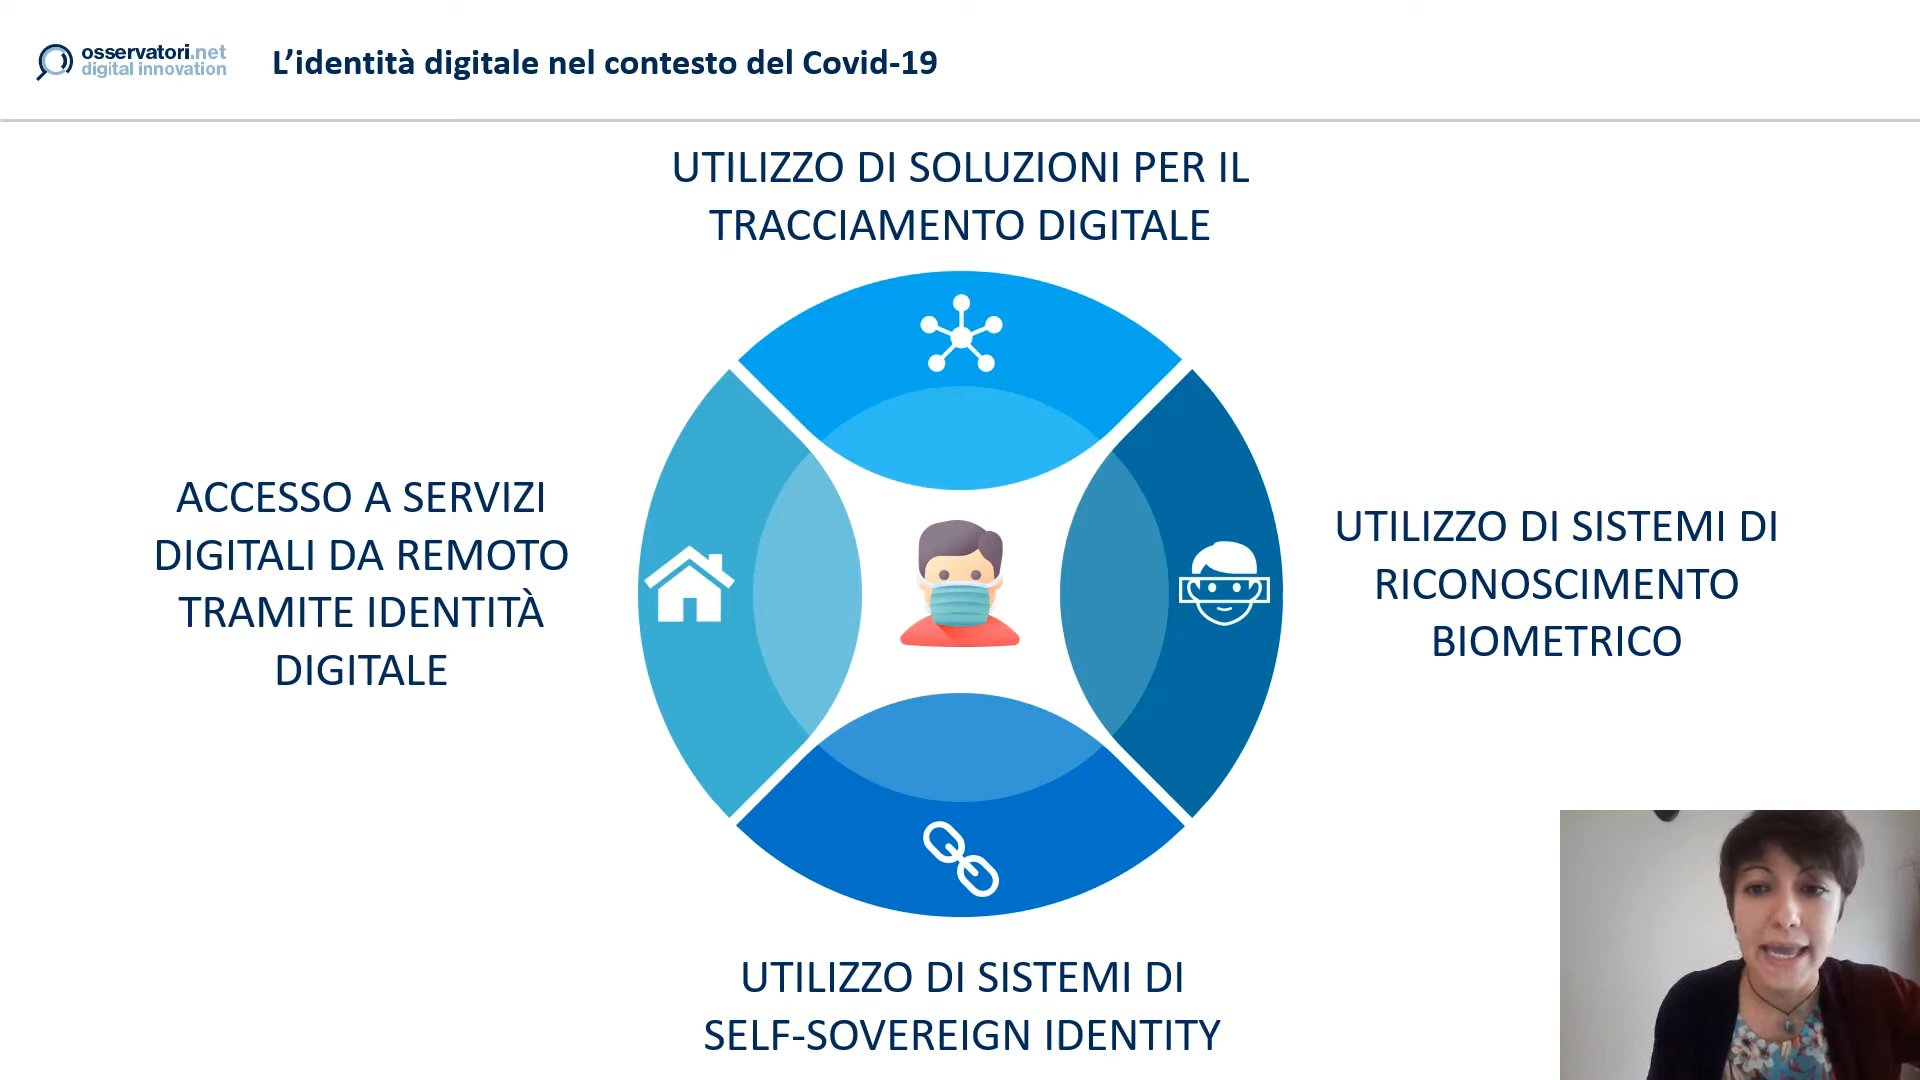 osservatori.net
digital innovation
L’identità digitale nel contesto del Covid-19
UTILIZZO DI SOLUZIONI PER IL
TRACCIAMENTO DIGITALE
ACCESSO A SERVIZI
DIGITALI DA REMOTO
TRAMITE IDENTITÀ
DIGITALE
UTILIZZO DI SISTEMI DI
RICONOSCIMENTO
BIOMETRICO
UTILIZZO DI SISTEMI DI
SELF-SOVEREIGN IDENTITY